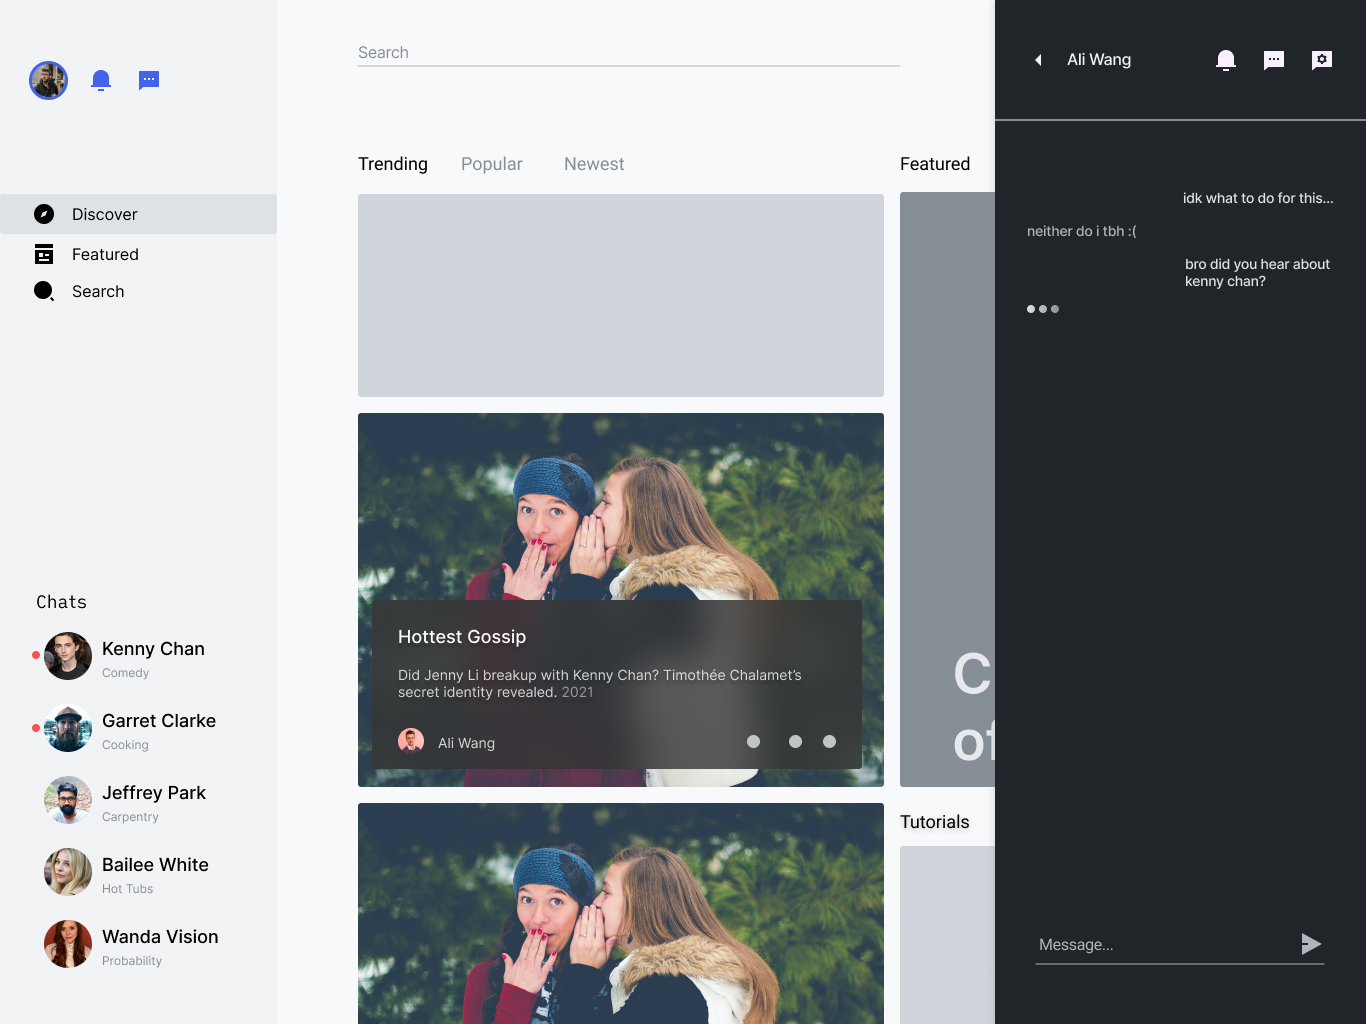 Discover
Featured
Search
Chats
Kenny Chan
Comedy
Garret Clarke
Cooking
Jeffrey Park
Carpentry
Bailee White
Hot Tubs
Wanda Vision
Probability
Search
Trending Popular Newest
Hottest Gossip
Did Jenny Li breakup with Kenny Chan? Timothée Chalamet's
secret identity revealed. 2021
Ali Wang
Featured
C
of
Tutorials
Ali Wang
idk what to do for this...
neither do i tbh :(
bro did you hear about
kenny chan?
Message...